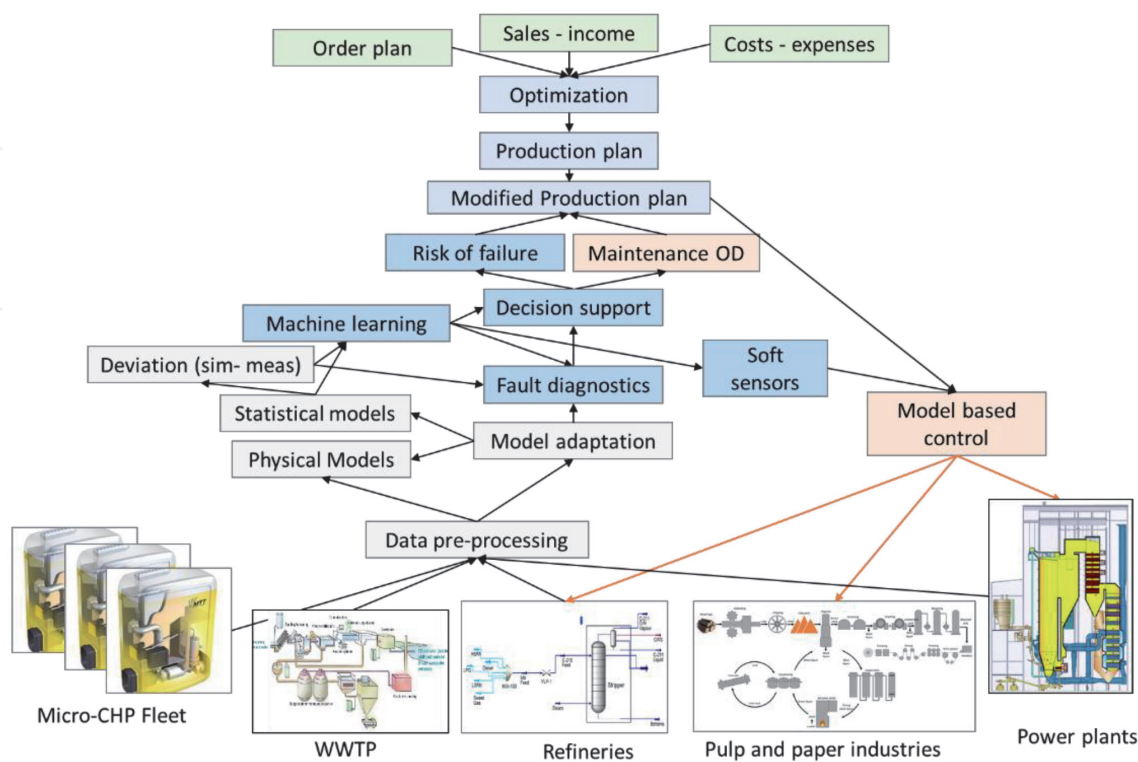 Order plan
Sales - income
Costs - expenses
Optimization
Production plan
Modified Production plan
Risk of failure
Maintenance OD
Decision support
Machine learning
Deviation (sim- meas)
Soft
sensors
Fault diagnostics
Statistical models
Model based
control
Model adaptation
Physical Models
Data pre-processing
MTT
Stripper
Micro-CHP Fleet
WWTP
Refineries
Pulp and paper industries
Power plants